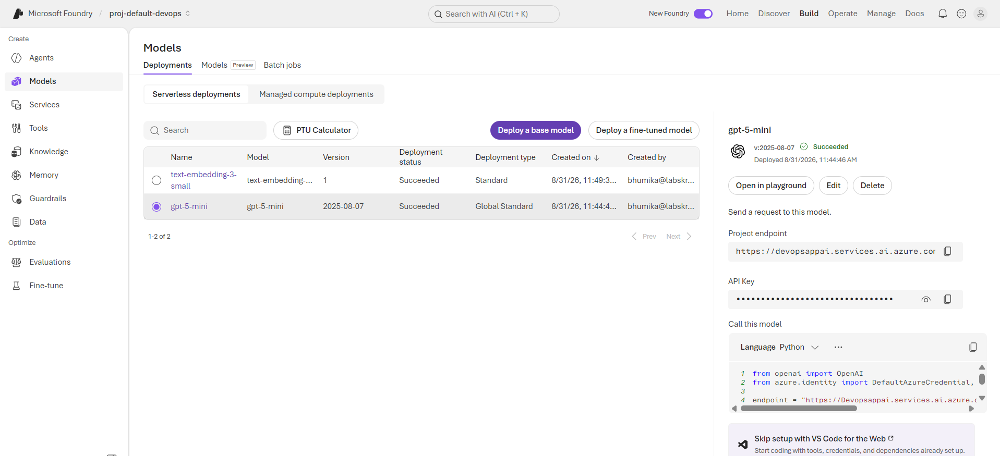 Microsoft Foundry / proj-default-devops
Search with AI (Ctrl + K)
New Foundry
Home Discover Build Operate Manage Docs
Create
Agents
Models
Services
Tools
Knowledge
Memory
Guardrails
Data
Optimize
Evaluations
Fine-tune
Models
Deployments Models Preview Batch jobs
Serverless deployments Managed compute deployments
Search PTU Calculator Deploy a base model Deploy a fine-tuned model
Name Model Version Deployment status Deployment type Created on Created by
text-embedding-3-small text-embedding-... 1 Succeeded Standard 8/31/26, 11:49:3... bhumika@labskr...
gpt-5-mini gpt-5-mini 2025-08-07 Succeeded Global Standard 8/31/26, 11:44:4... bhumika@labskr...
1-2 of 2 Prev Next
gpt-5-mini
v:2025-08-07 Succeeded
Deployed 8/31/2026, 11:44:46 AM
Open in playground Edit Delete
Send a request to this model.
Project endpoint
https://devopsappai.services.ai.azure.com
API Key
••••••••••••••••••••••••••••••••
Call this model
Language Python ...
1 from openai import OpenAI
2 from azure.identity import DefaultAzureCredential,
3
4 endpoint = "https://Devopsappai.services.ai.azure.c
Skip setup with VS Code for the Web
Start coding with tools, credentials, and dependencies already set up.